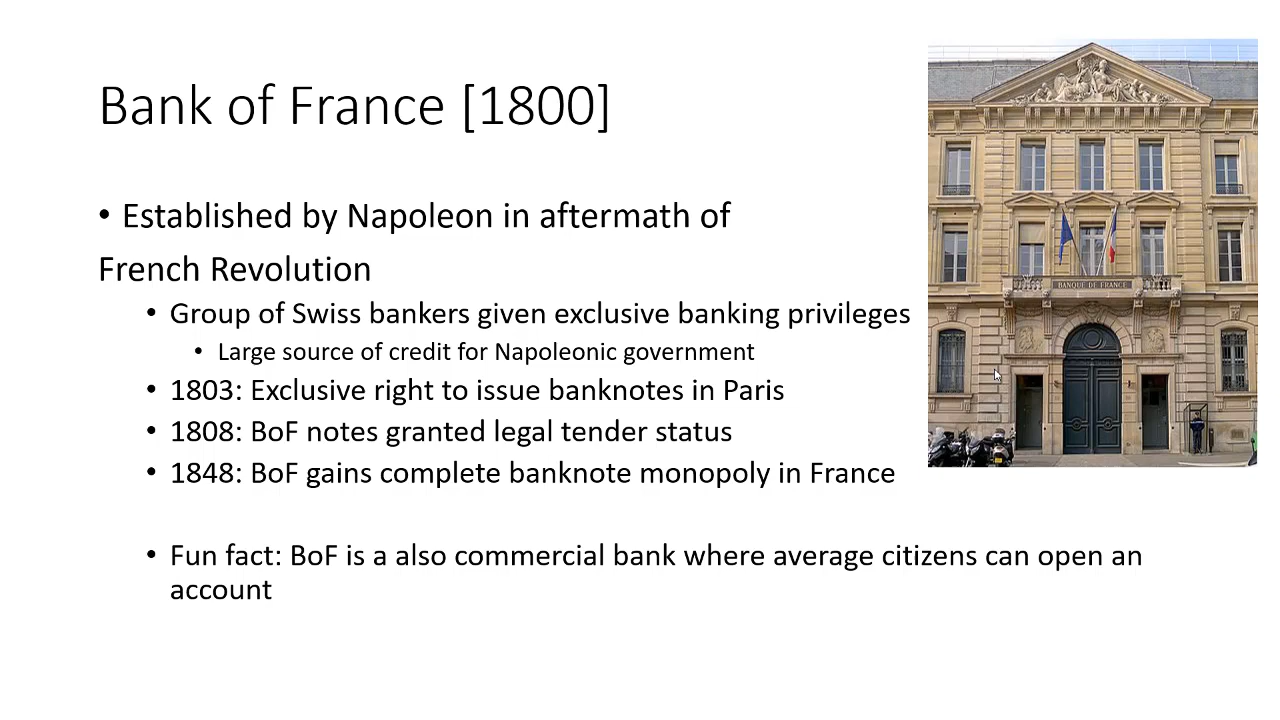 Bank of France [1800]
• Established by Napoleon in aftermath of
French Revolution
• Group of Swiss bankers given exclusive banking privileges
• Large source of credit for Napoleonic government
• 1803: Exclusive right to issue banknotes in Paris
• 1808: BoF notes granted legal tender status
• 1848: BoF gains complete banknote monopoly in France
• Fun fact: BoF is a also commercial bank where average citizens can open an
account
BANQUE DE FRANCE